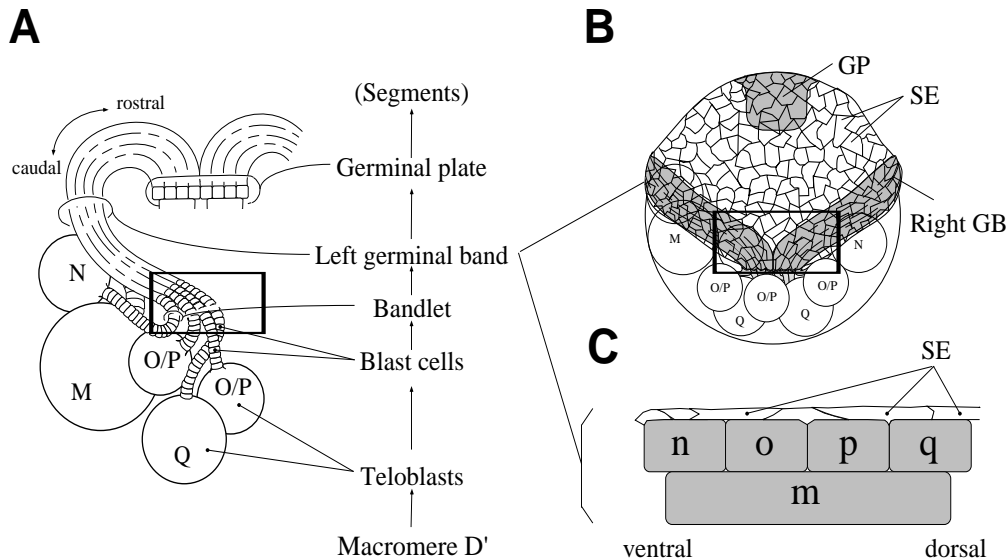 A
rostral
caudal
(Segments)
Germinal plate
Left germinal band
Bandlet
Blast cells
Teloblasts
Macromere D'
N
M
O/P
O/P
Q
B
GP
SE
Right GB
M
N
O/P
O/P
O/P
Q
Q
C
SE
n o p q
m
ventral dorsal